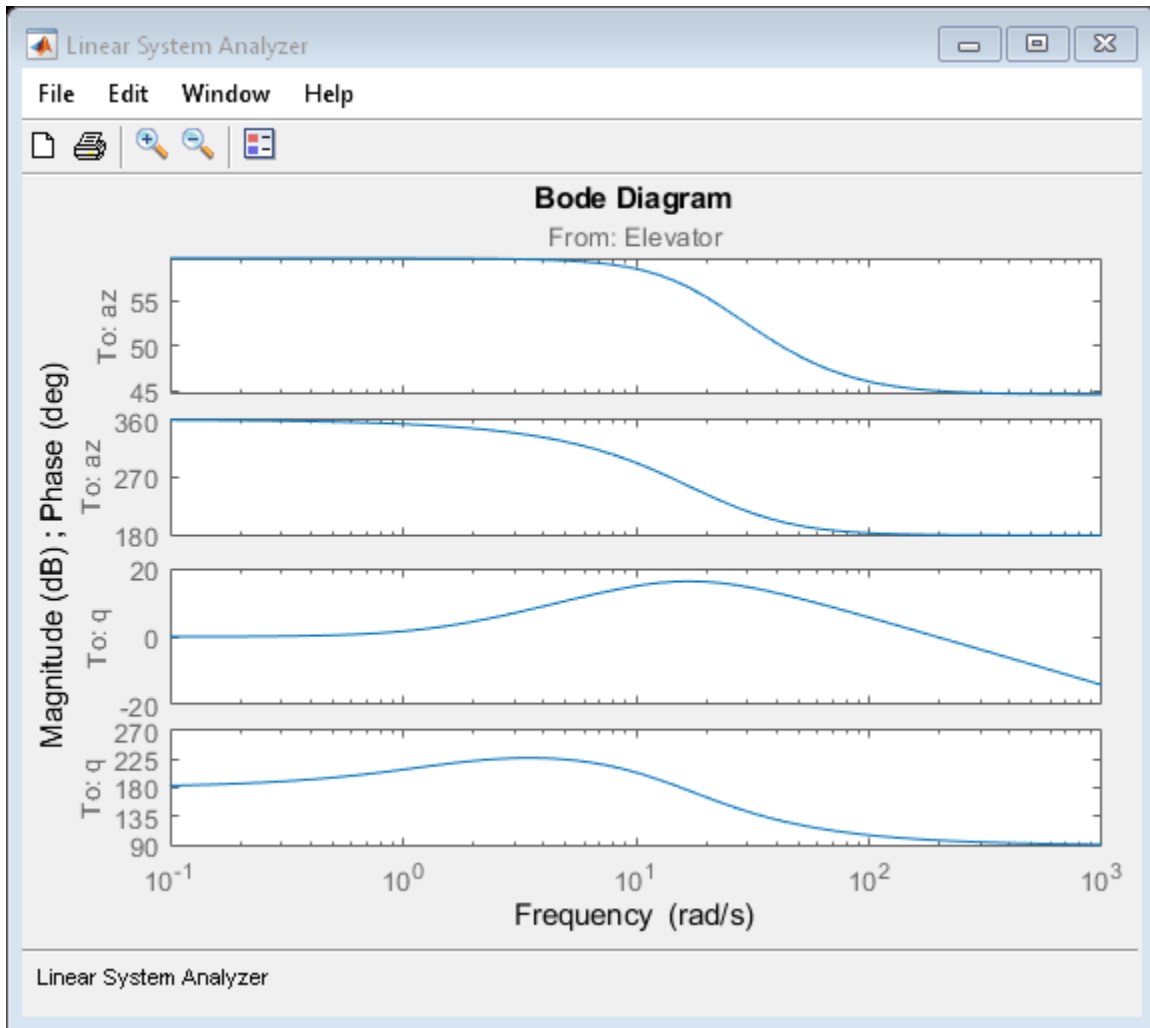 Linear System Analyzer
File Edit Window Help
Bode Diagram
From: Elevator
Magnitude (dB) ; Phase (deg)
To: az
55
50
45
To: az
360
270
180
To: q
20
0
-20
To: q
270
225
180
135
90
10^-1 10^0 10^1 10^2 10^3
Frequency (rad/s)
Linear System Analyzer